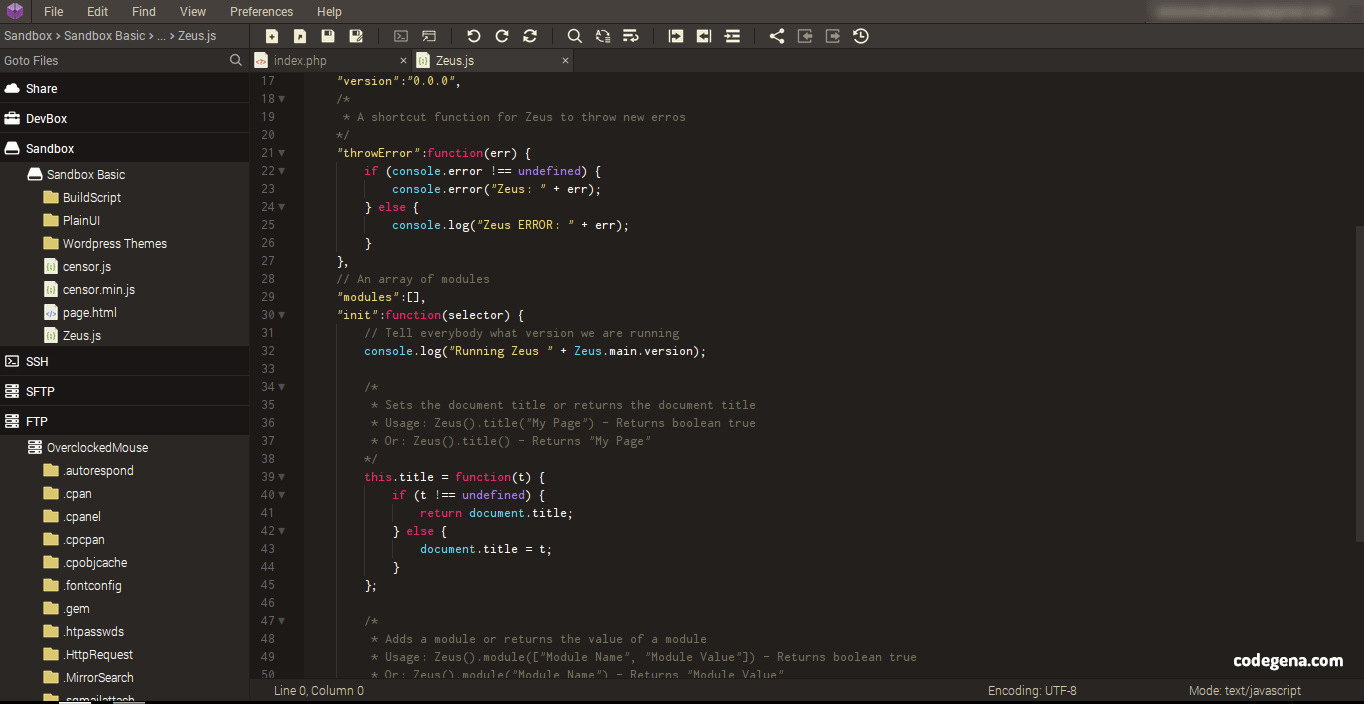 File Edit Find View Preferences Help
Sandbox > Sandbox Basic > ... > Zeus.js
Goto Files
index.php ×
Zeus.js ×
Share
DevBox
Sandbox
Sandbox Basic
BuildScript
PlainUI
Wordpress Themes
censor.js
censor.min.js
page.html
Zeus.js
SSH
SFTP
FTP
OverclockedMouse
.autorespond
.cpan
.cpanel
.cpcpan
.cpobjcache
.fontconfig
.gem
.htpasswds
.HttpRequest
.MirrorSearch
.sqmailattach
17 "version":"0.0.0",
18 /*
19 * A shortcut function for Zeus to throw new erros
20 */
21 "throwError":function(err) {
22 if (console.error !== undefined) {
23 console.error("Zeus: " + err);
24 } else {
25 console.log("Zeus ERROR: " + err);
26 }
27 },
28 // An array of modules
29 "modules":[],
30 "init":function(selector) {
31 // Tell everybody what version we are running
32 console.log("Running Zeus " + Zeus.main.version);
33
34 /*
35 * Sets the document title or returns the document title
36 * Usage: Zeus().title("My Page") - Returns boolean true
37 * Or: Zeus().title() - Returns "My Page"
38 */
39 this.title = function(t) {
40 if (t !== undefined) {
41 return document.title;
42 } else {
43 document.title = t;
44 }
45 };
46
47 /*
48 * Adds a module or returns the value of a module
49 * Usage: Zeus().module(["Module Name", "Module Value"]) - Returns boolean true
50 * Or: Zeus().module("Module Name") - Returns "Module Value"
codegena.com
Line 0, Column 0
Encoding: UTF-8
Mode: text/javascript